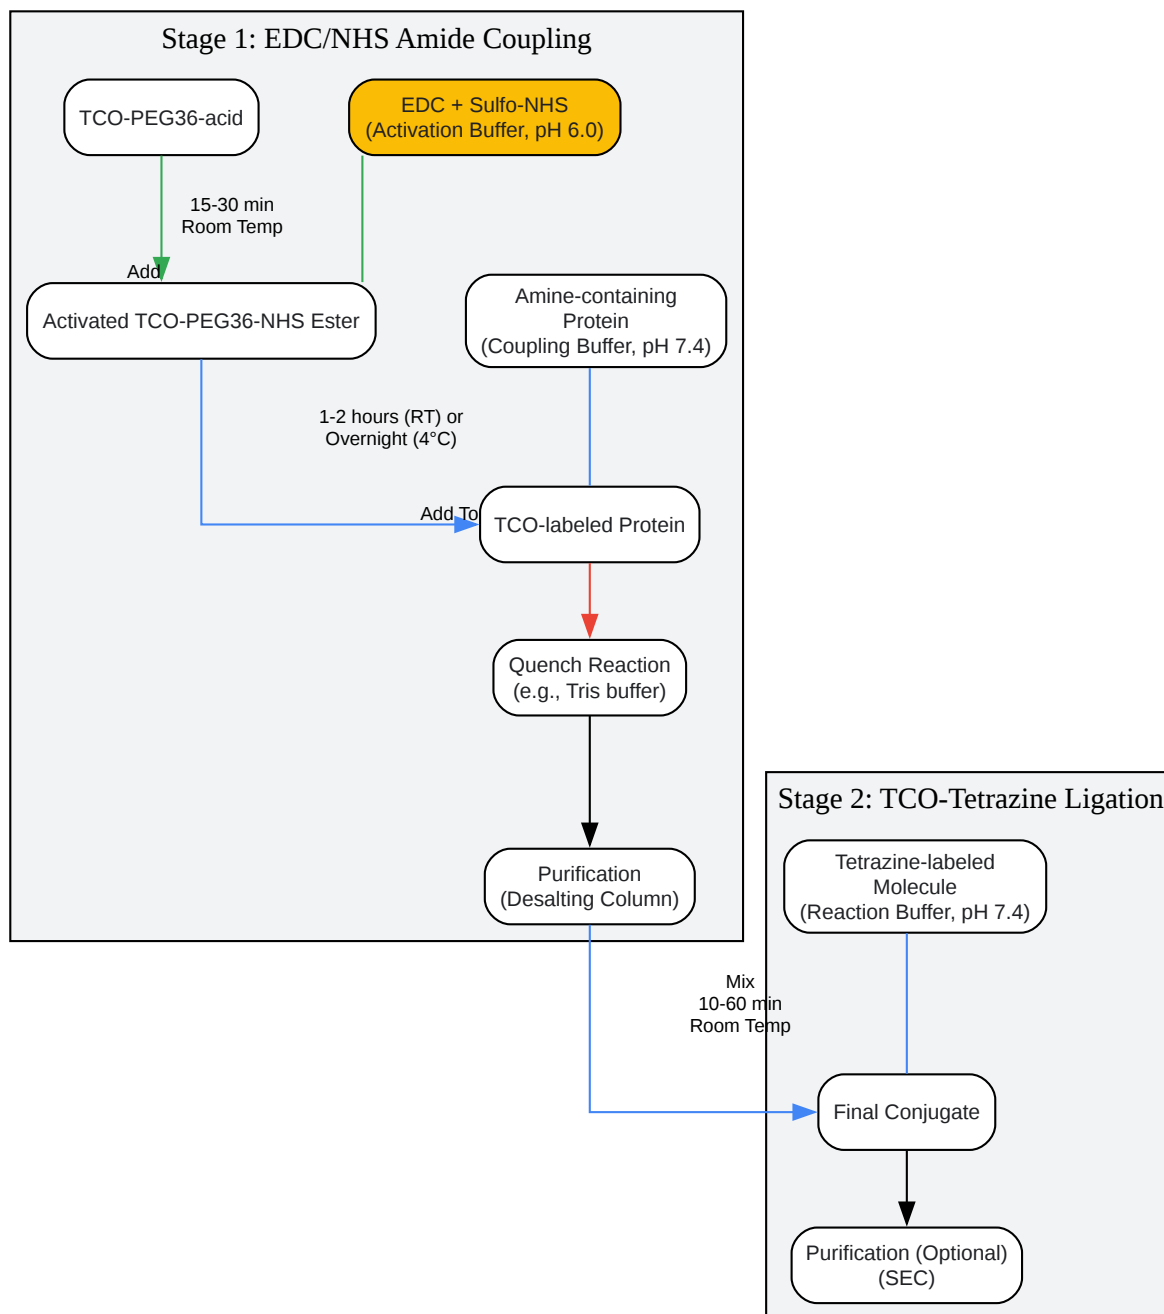 Stage 1: EDC/NHS Amide Coupling
TCO-PEG36-acid
EDC + Sulfo-NHS
(Activation Buffer, pH 6.0)
15-30 min
Room Temp
Add
Activated TCO-PEG36-NHS Ester
Amine-containing
Protein
(Coupling Buffer, pH 7.4)
1-2 hours (RT) or
Overnight (4°C)
Add To
TCO-labeled Protein
Quench Reaction
(e.g., Tris buffer)
Purification
(Desalting Column)
Stage 2: TCO-Tetrazine Ligation
Tetrazine-labeled
Molecule
(Reaction Buffer, pH 7.4)
Mix
10-60 min
Room Temp
Final Conjugate
Purification (Optional)
(SEC)